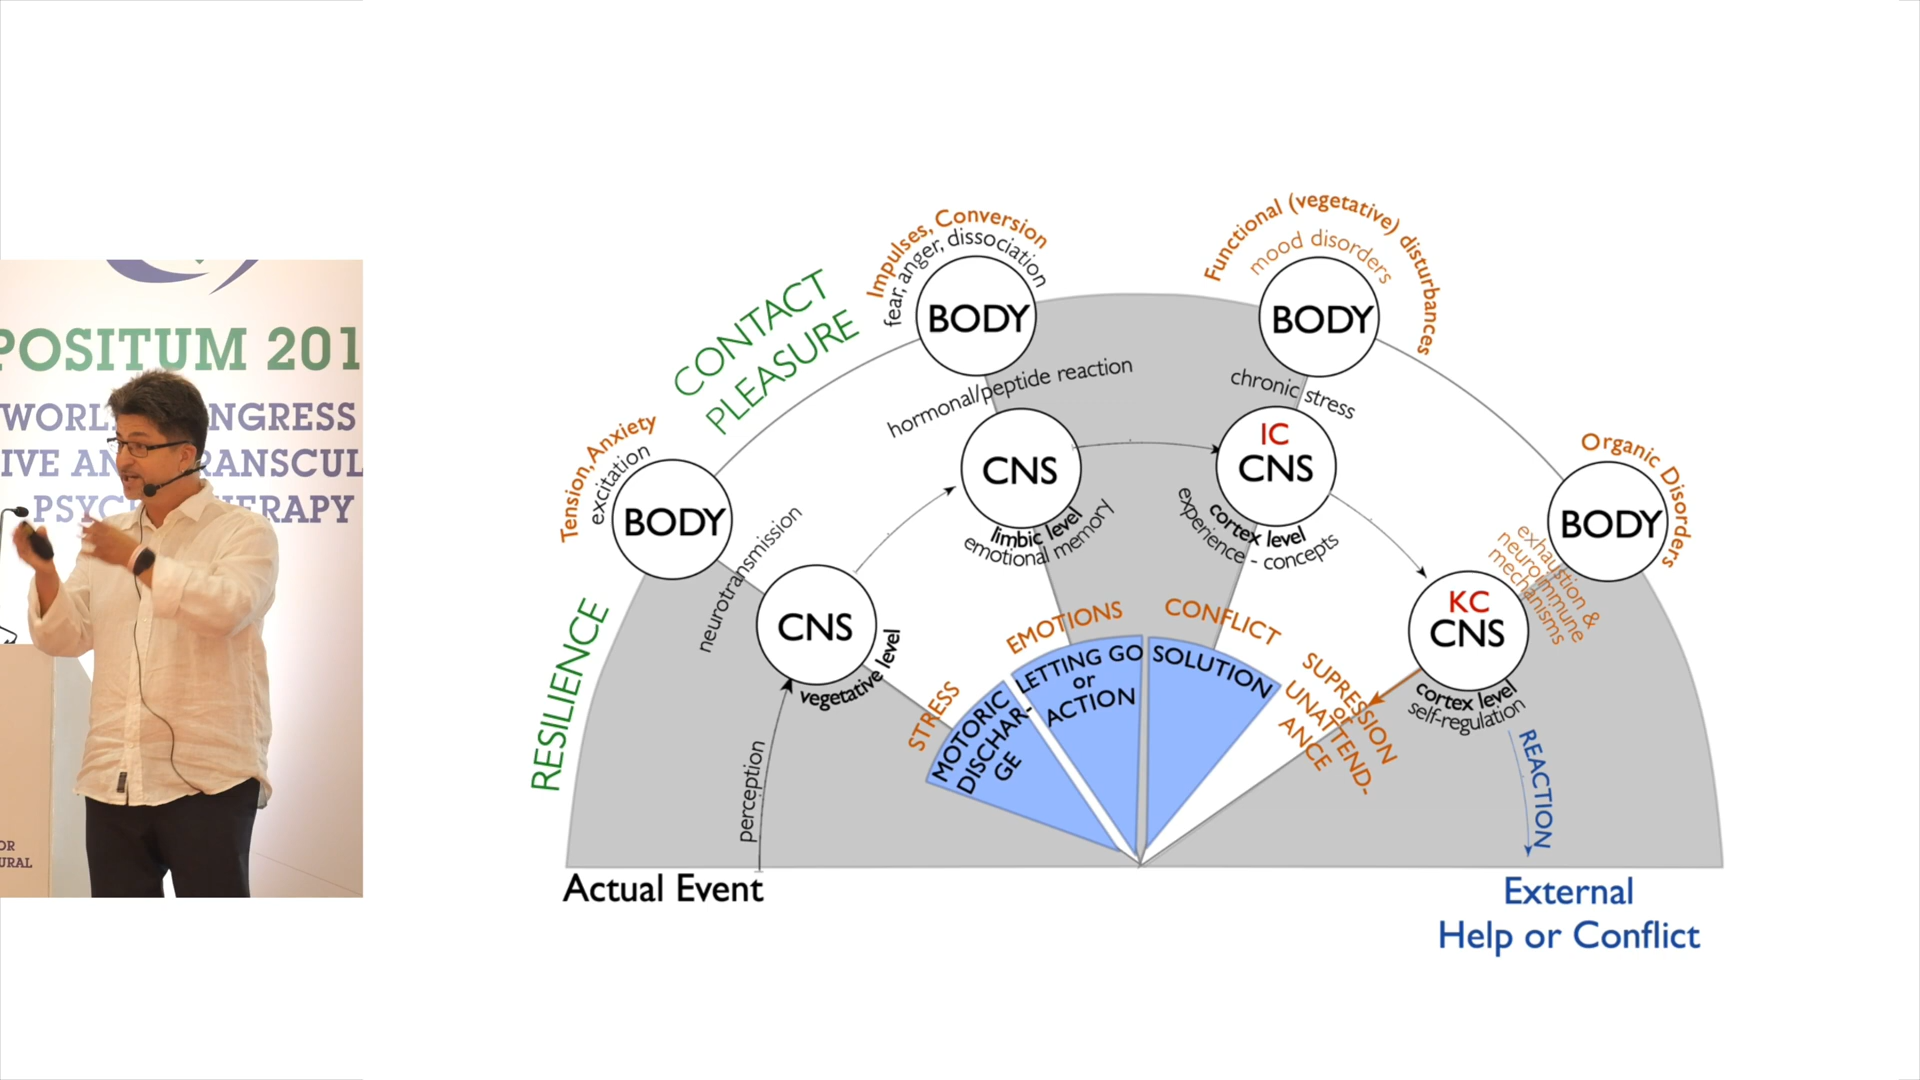 POSITUM 201
WORL NGRESS
IVE AN RANSCUL
PSYC HERAPY
OR
URAL
Functional (vegetative) disturbances
mood disorders
BODY
Impulses, Conversion
fear, anger, dissociation
BODY
CONTACT
PLEASURE
hormonal/peptide reaction
chronic stress
Tension, Anxiety
excitation
BODY
neurotransmission
CNS
limbic level
emotional memory
IC
CNS
cortex level
experience - concepts
Organic Disorders
BODY
exhaustion &
neuroimmune
mechanisms
RESILIENCE
CNS
vegetative level
perception
KC
CNS
cortex level
self-regulation
STRESS
EMOTIONS
CONFLICT
SUPRESSION
or
UNATTEND-
ANCE
MOTORIC
DISCHAR-
GE
LETTING GO
or
ACTION
SOLUTION
REACTION
Actual Event
External
Help or Conflict